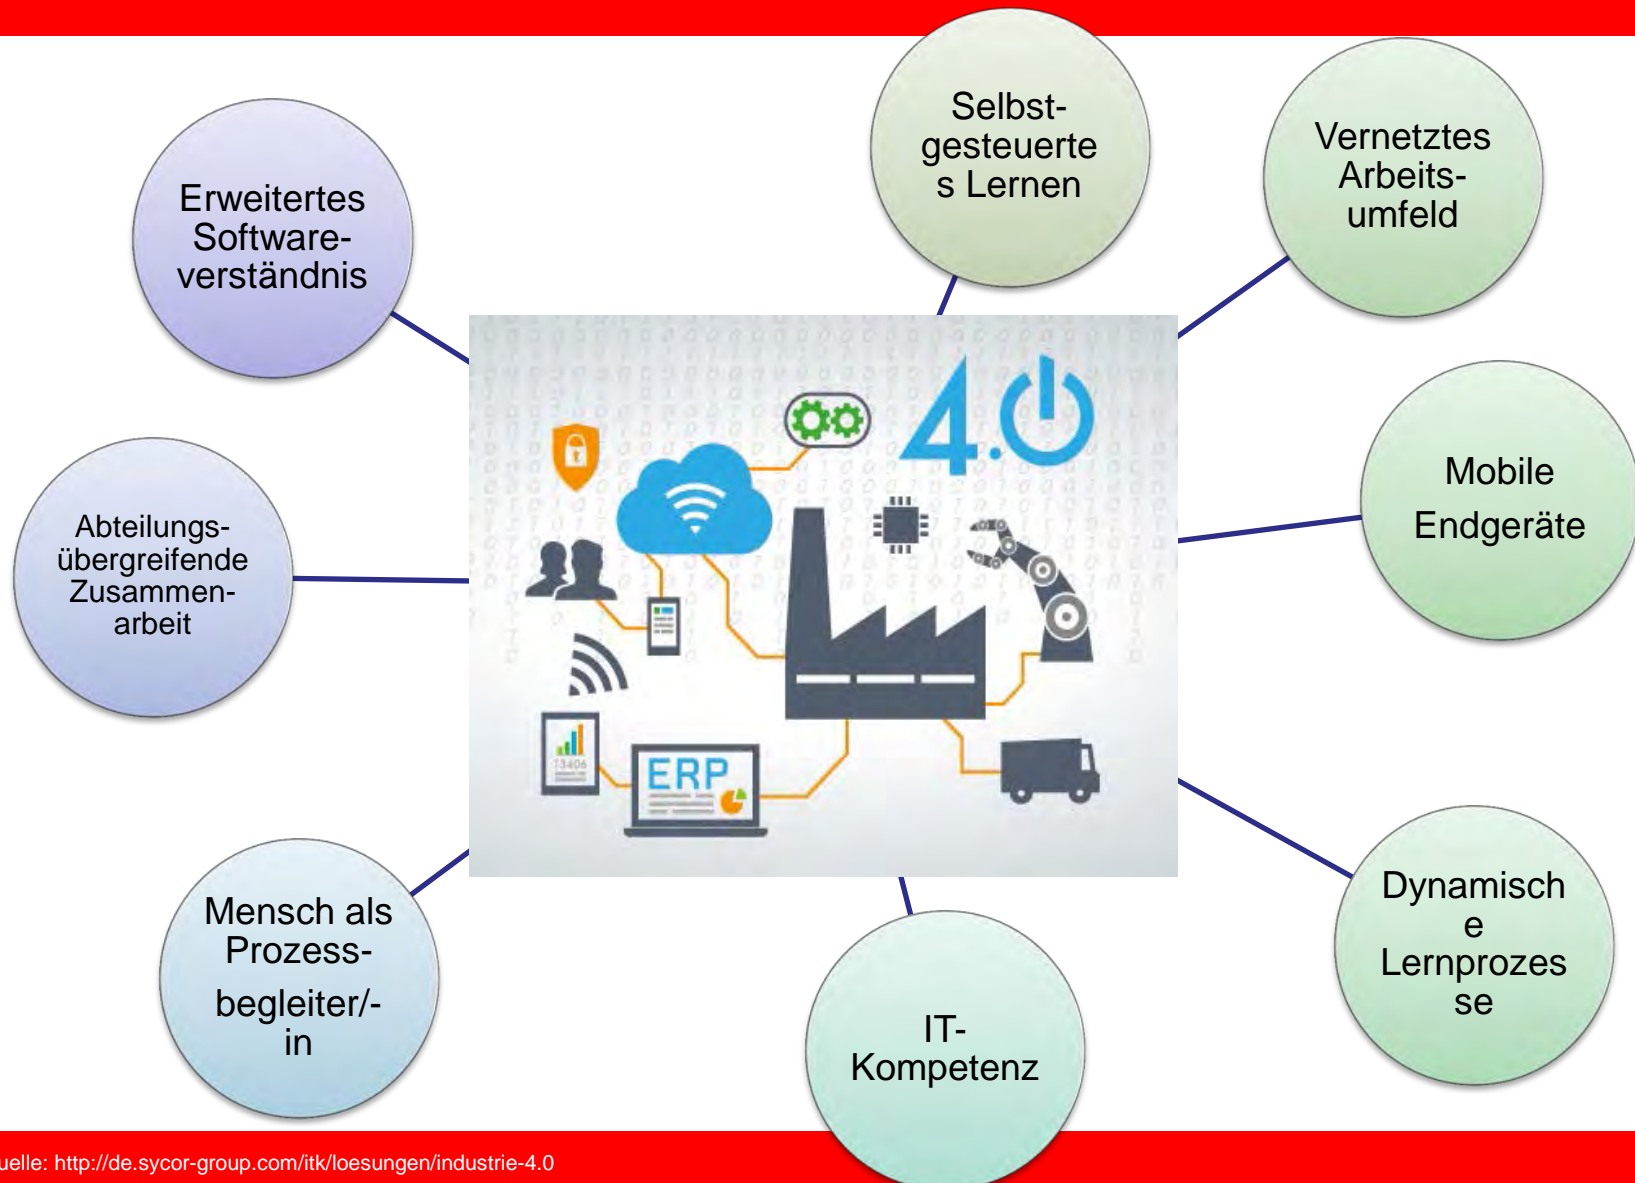 Selbst-
gesteuerte
s Lernen
Vernetztes
Arbeits-
umfeld
Erweitertes
Software-
verständnis
4.0
Mobile
Endgeräte
Abteilungs-
übergreifende
Zusammen-
arbeit
13406
ERP
Dynamisch
e
Lernprozes
se
Mensch als
Prozess-
begleiter/-
in
IT-
Kompetenz
uelle: http://de.sycor-group.com/itk/loesungen/industrie-4.0